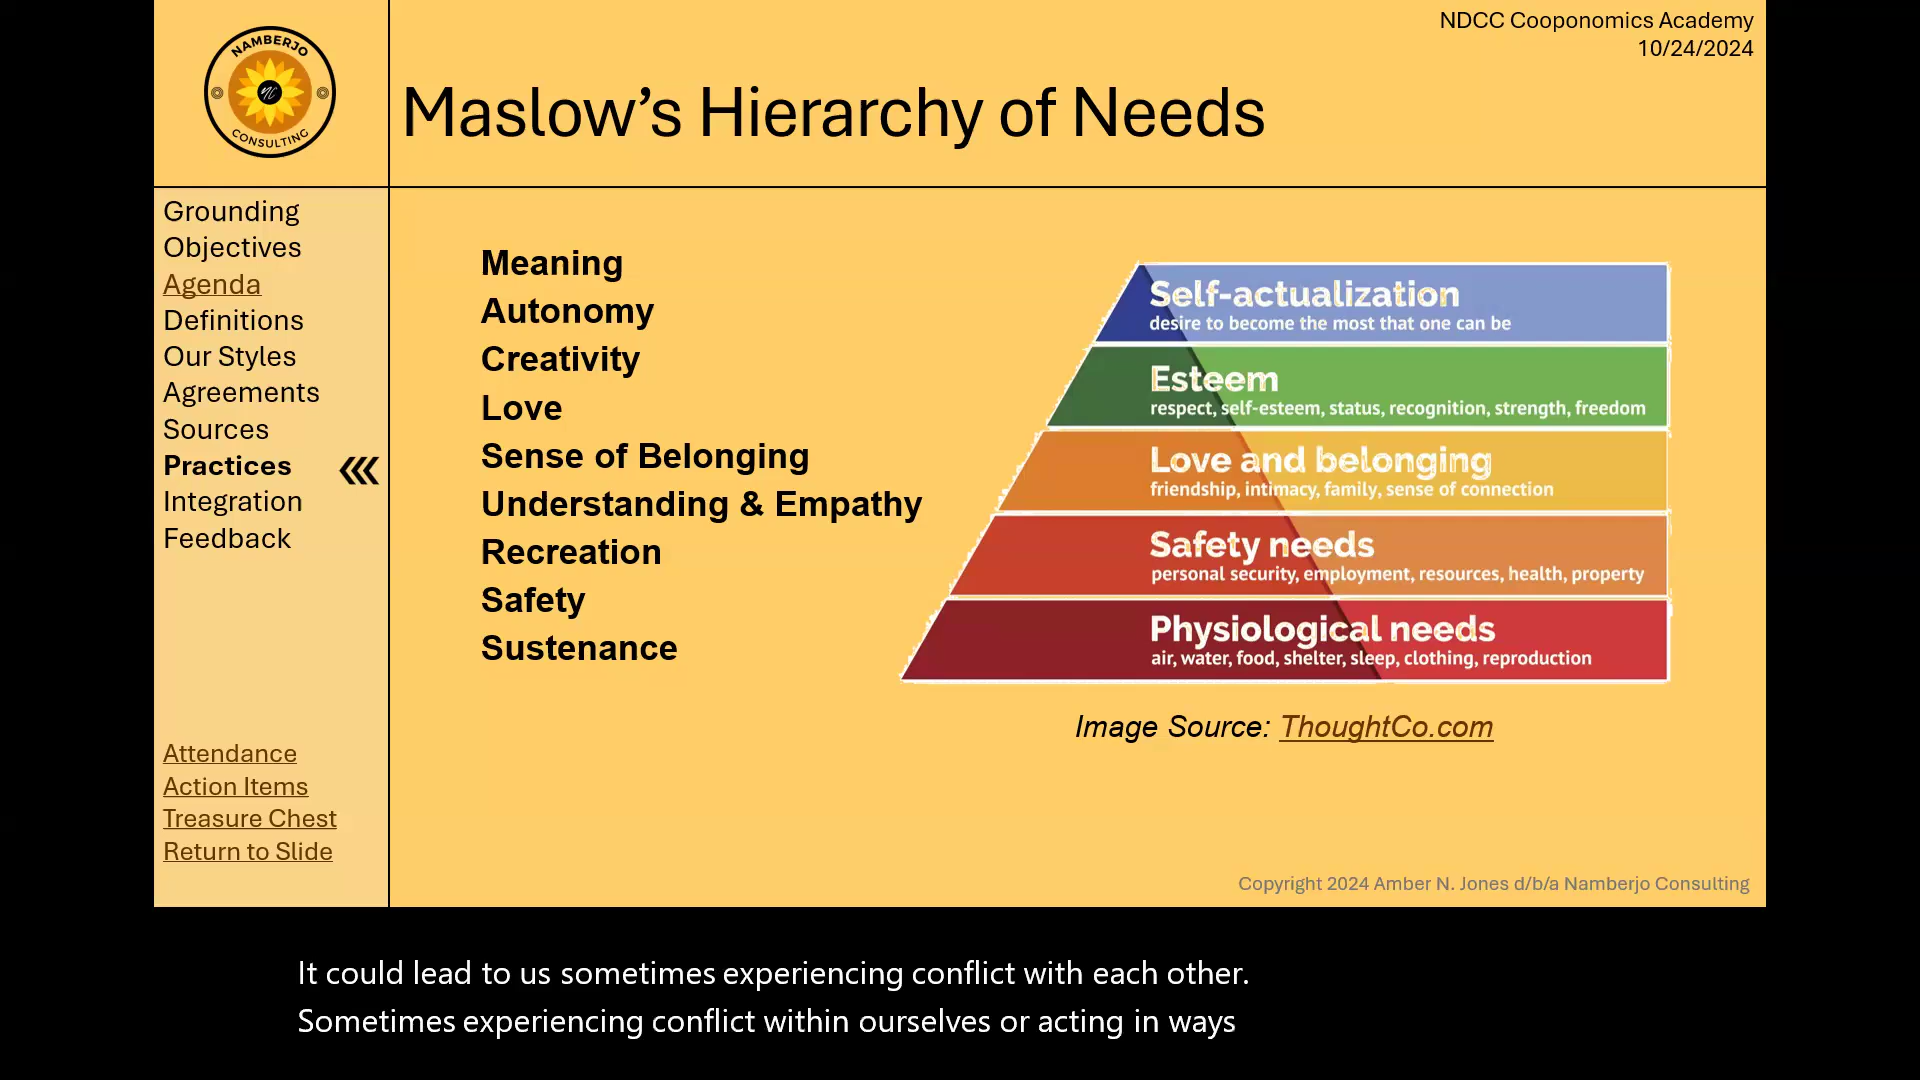 NAMBERJO
CONSULTING
NC
NDCC Cooponomics Academy
10/24/2024
Maslow’s Hierarchy of Needs
Grounding
Objectives
Agenda
Definitions
Our Styles
Agreements
Sources
Practices
Integration
Feedback
Attendance
Action Items
Treasure Chest
Return to Slide
Meaning
Autonomy
Creativity
Love
Sense of Belonging
Understanding & Empathy
Recreation
Safety
Sustenance
Self-actualization
desire to become the most that one can be
Esteem
respect, self-esteem, status, recognition, strength, freedom
Love and belonging
friendship, intimacy, family, sense of connection
Safety needs
personal security, employment, resources, health, property
Physiological needs
air, water, food, shelter, sleep, clothing, reproduction
Image Source: ThoughtCo.com
Copyright 2024 Amber N. Jones d/b/a Namberjo Consulting
It could lead to us sometimes experiencing conflict with each other.
Sometimes experiencing conflict within ourselves or acting in ways